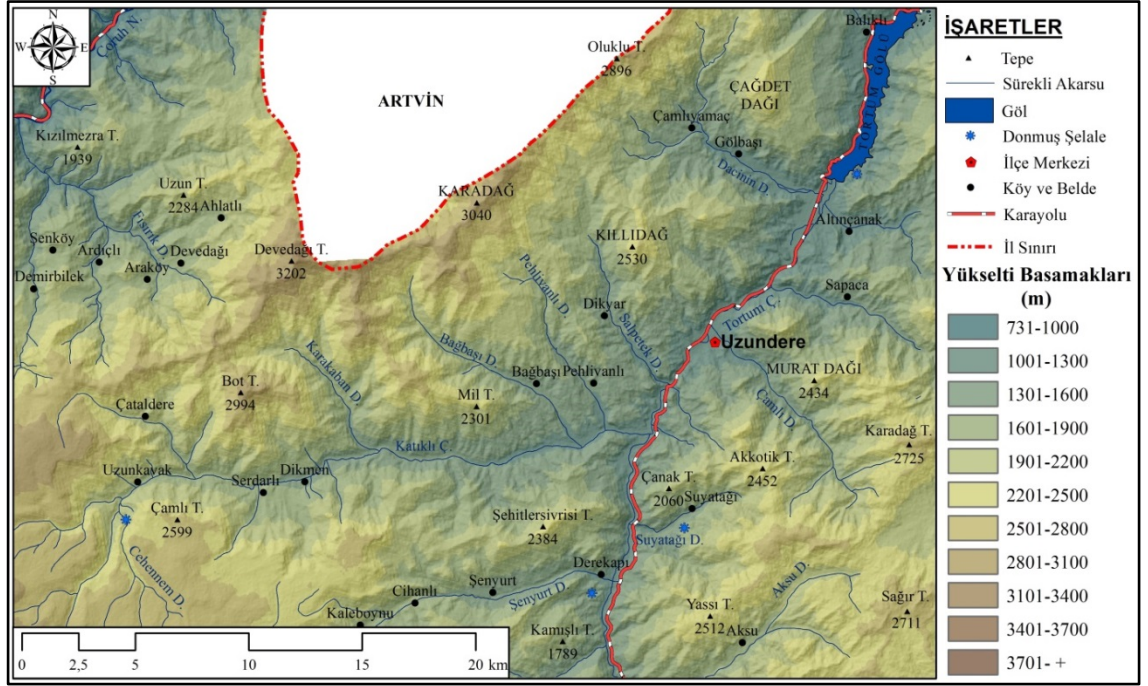 N
W E
S
Çoruh N.
ARTVİN
Oluklu T.
2896
Balıklı
TORTUM GÖLÜ
ÇAĞDET
DAĞI
Çamlıyamaç
Gölbaşı
Dacmin D.
Kızılmezra T.
1939
Uzun T.
2284
Ahlatlı
KARADAĞ
3040
Altınçanak
Fısırık D.
Şenköy
Ardıçlı
Devedağı
Araköy
Demirbilek
Devedağı T.
3202
KILLIDAĞ
2530
Pehlivanlı D.
Dikyar
Salpetek D.
Sapaca
Tortum Ç.
Uzundere
Karakaban D.
Bağbaşı D.
Bağbaşı
Pehlivanlı
MURAT DAĞI
2434
Çamlı D.
Bot T.
2994
Mil T.
2301
Çataldere
Karadağ T.
2725
Katıklı Ç.
Akkotik T.
2452
Uzunkavak
Serdarlı
Dikmen
Çanak T.
2060
Suyatağı
Çamlı T.
2599
Şehitlersivrisi T.
2384
Suyatağı D.
Cehennem D.
Derekapı
Şenyurt
Şenyurt D.
Cihanlı
Kaleboynu
Aksu D.
Yassı T.
2512
Aksu
Sağır T.
2711
Kamışlı T.
1789
0 2,5 5 10 15 20 km
İŞARETLER
Tepe
Sürekli Akarsu
Göl
Donmuş Şelale
İlçe Merkezi
Köy ve Belde
Karayolu
İl Sınırı
Yükselti Basamakları
(m)
731-1000
1001-1300
1301-1600
1601-1900
1901-2200
2201-2500
2501-2800
2801-3100
3101-3400
3401-3700
3701- +